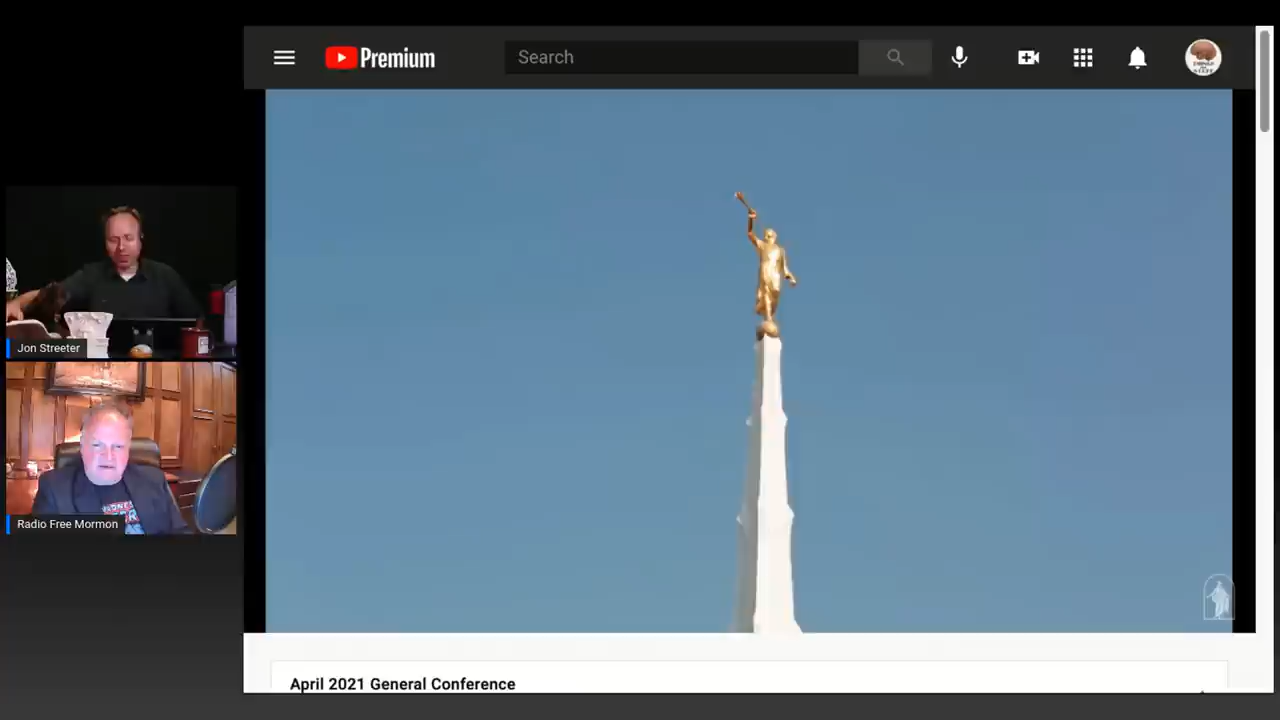 Premium
Search
Jon Streeter
Radio Free Mormon
April 2021 General Conference